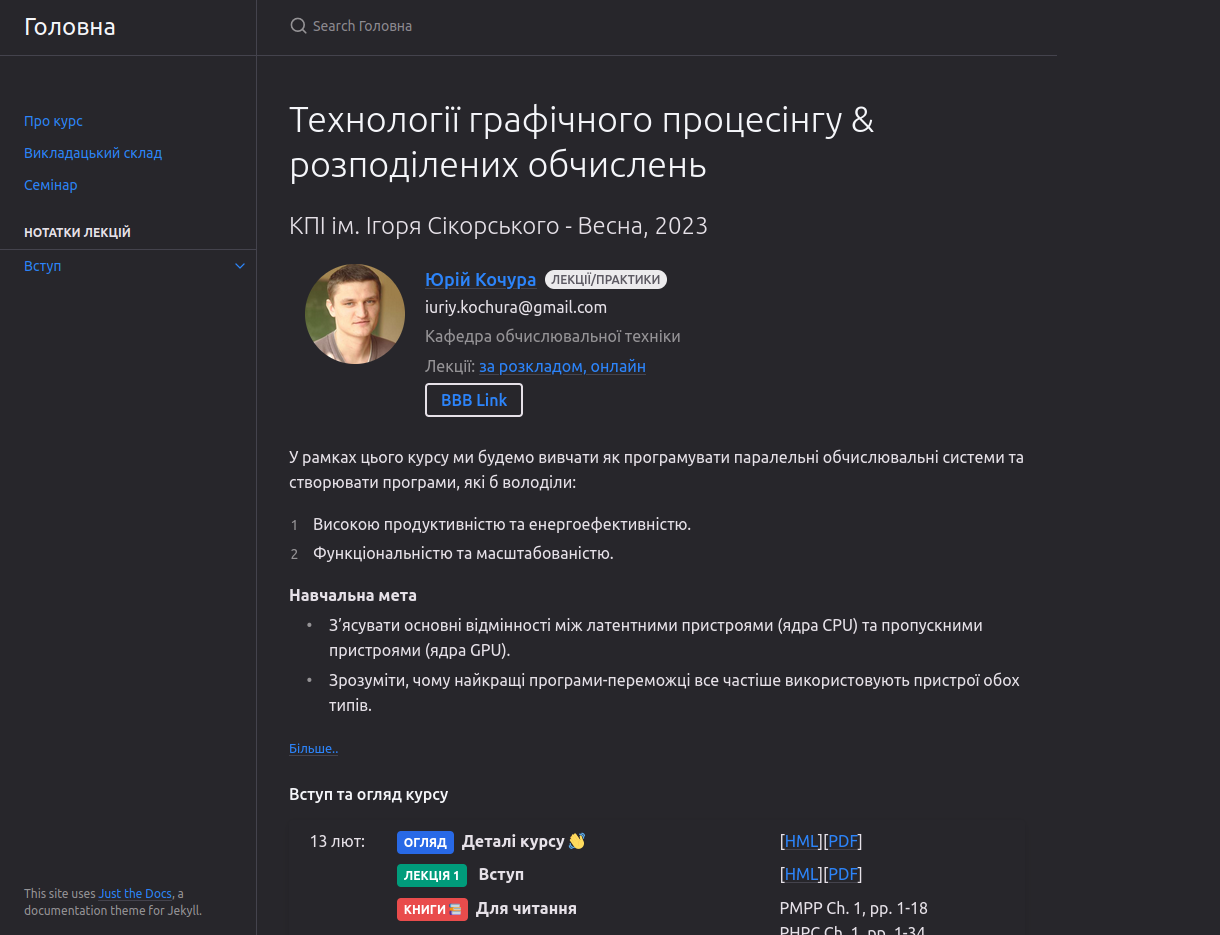 Головна
Search Головна
Про курс
Викладацький склад
Семінар
НОТАТКИ ЛЕКЦІЙ
Вступ
This site uses Just the Docs, a
documentation theme for Jekyll.
Технології графічного процесінгу &
розподілених обчислень
КПІ ім. Ігоря Сікорського - Весна, 2023
Юрій Кочура ЛЕКЦІЇ/ПРАКТИКИ
iuriy.kochura@gmail.com
Кафедра обчислювальної техніки
Лекції: за розкладом, онлайн
BBB Link
У рамках цього курсу ми будемо вивчати як програмувати паралельні обчислювальні системи та
створювати програми, які б володіли:
1 Високою продуктивністю та енергоефективністю.
2 Функціональністю та масштабованістю.
Навчальна мета
• З’ясувати основні відмінності між латентними пристроями (ядра CPU) та пропускними
пристроями (ядра GPU).
• Зрозуміти, чому найкращі програми-переможці все частіше використовують пристрої обох
типів.
Більше..
Вступ та огляд курсу
13 лют: ОГЛЯД Деталі курсу 👋 [HML][PDF]
ЛЕКЦІЯ 1 Вступ [HML][PDF]
КНИГИ 📚 Для читання PMPP Ch. 1, pp. 1-18
PHPC Ch. 1, pp. 1-34